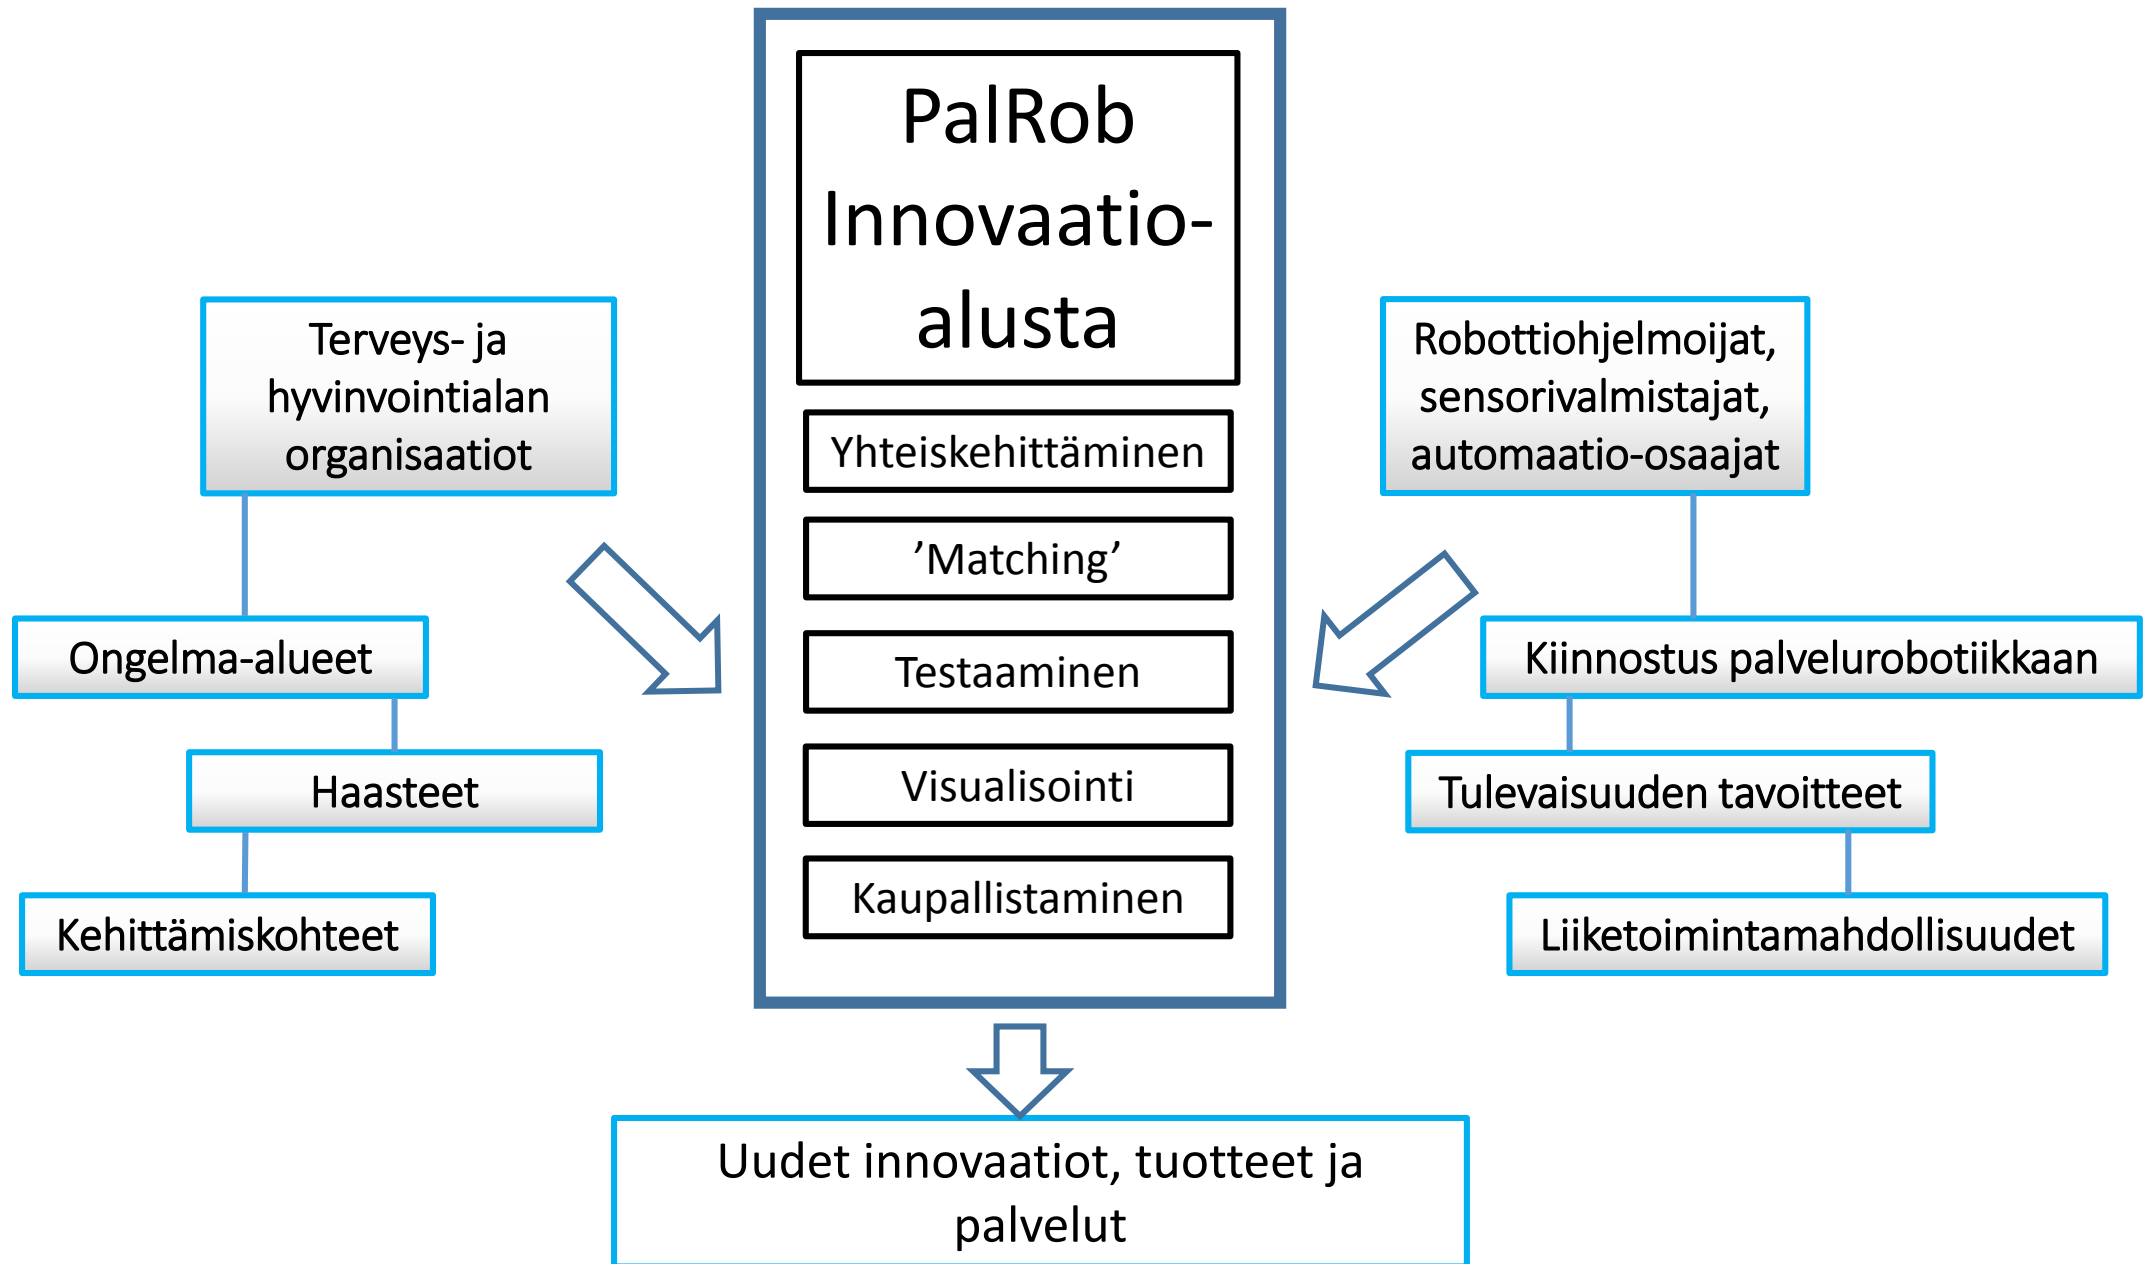 PalRob
Innovaatio-
alusta
Yhteiskehittäminen
’Matching’
Testaaminen
Visualisointi
Kaupallistaminen
Terveys- ja
hyvinvointialan
organisaatiot
Ongelma-alueet
Haasteet
Kehittämiskohteet
Robottiohjelmoijat,
sensorivalmistajat,
automaatio-osaajat
Kiinnostus palvelurobotiikkaan
Tulevaisuuden tavoitteet
Liiketoimintamahdollisuudet
Uudet innovaatiot, tuotteet ja
palvelut